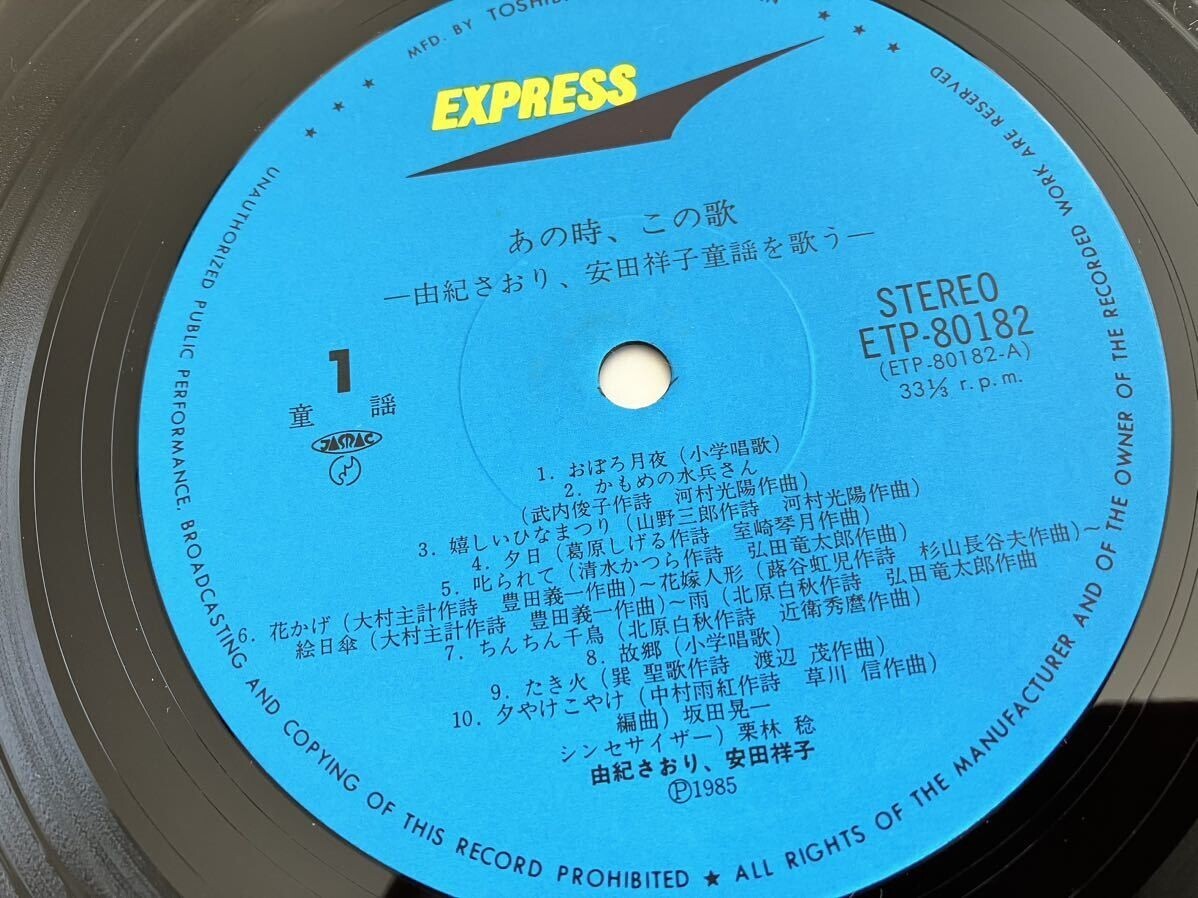 MFD. BY TOSHIBA
EXPRESS
あの時、この歌
—由紀さおり、安田祥子童謡を歌う—
STEREO
ETP-80182
(ETP-80182-A)
33⅓ r.p.m.
1
童 謡
JASRAC
1. おぼろ月夜 (小学唱歌)
2. かもめの水兵さん
(武内俊子作詩 河村光陽作曲)
3. 嬉しいひなまつり (山野三郎作詩 河村光陽作曲)
4. 夕日 (葛原しげる作詩 室崎琴月作曲)
5. 叱られて (清水かつら作詩 弘田竜太郎作曲)
6. 花かげ (大村主計作詩 豊田義一作曲)～花嫁人形 (蕗谷虹児作詩 杉山長谷夫作曲)～
絵日傘 (大村主計作詩 豊田義一作曲)～雨 (北原白秋作詩 弘田竜太郎作曲
7. ちんちん千鳥 (北原白秋作詩 近衛秀麿作曲)
8. 故郷 (小学唱歌)
9. たき火 (巽 聖歌作詩 渡辺 茂作曲)
10. 夕やけこやけ (中村雨紅作詩 草川 信作曲)
編曲) 坂田晃一
シンセサイザー) 栗林 稔
由紀さおり、安田祥子
Ⓟ1985
UNAUTHORIZED PUBLIC PERFORMANCE. BROADCASTING AND COPYING OF THIS RECORD PROHIBITED ★ ALL RIGHTS OF THE MANUFACTURER AND OF THE OWNER OF THE RECORDED WORK ARE RESERVED